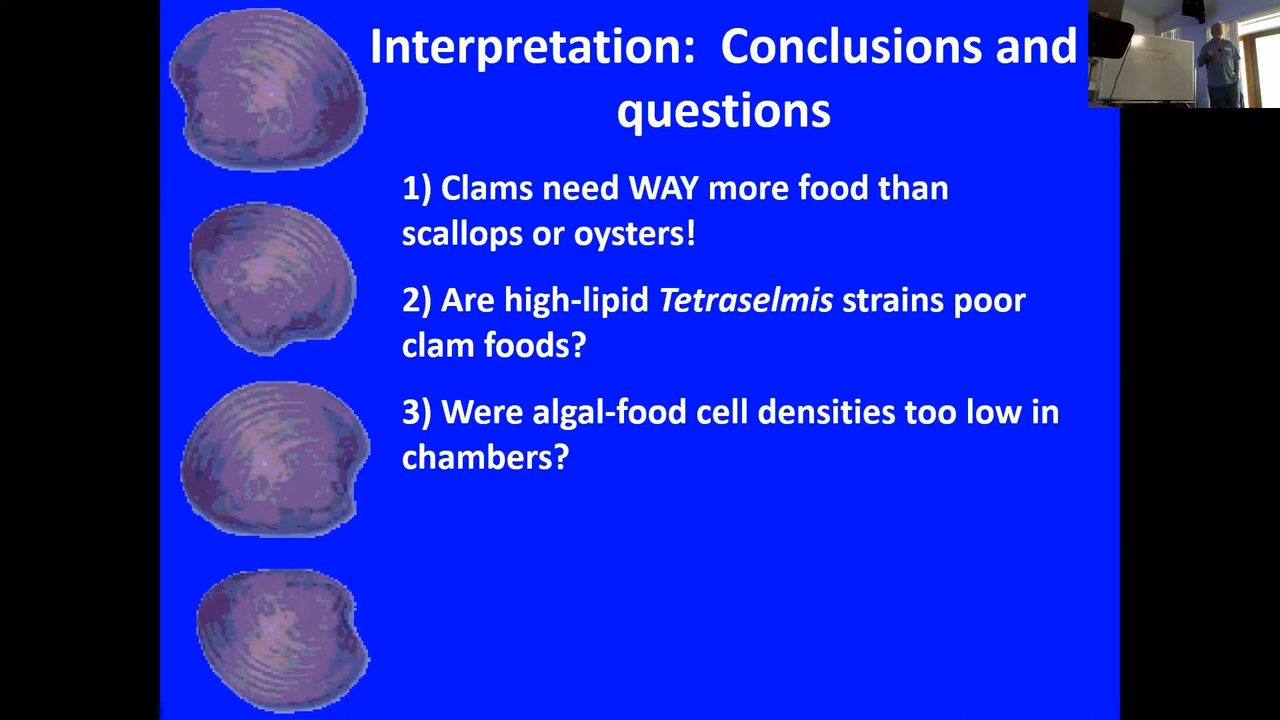 Interpretation:  Conclusions and
questions
1) Clams need WAY more food than
scallops or oysters!
2) Are high-lipid Tetraselmis strains poor
clam foods?
3) Were algal-food cell densities too low in
chambers?